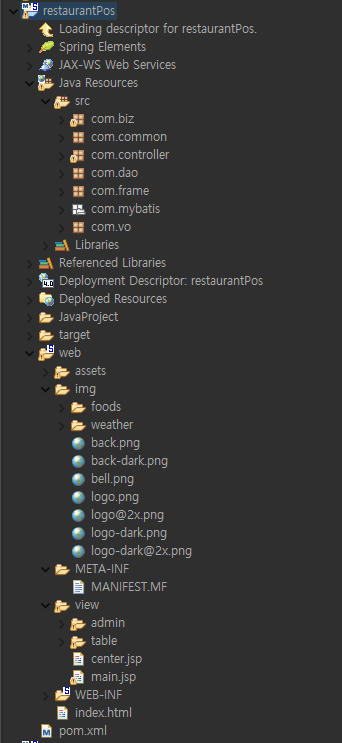 restaurantPos
Loading descriptor for restaurantPos.
Spring Elements
JAX-WS Web Services
Java Resources
src
com.biz
com.common
com.controller
com.dao
com.frame
com.mybatis
com.vo
Libraries
Referenced Libraries
Deployment Descriptor: restaurantPos
Deployed Resources
JavaProject
target
web
assets
img
foods
weather
back.png
back-dark.png
bell.png
logo.png
logo@2x.png
logo-dark.png
logo-dark@2x.png
META-INF
MANIFEST.MF
view
admin
table
center.jsp
main.jsp
WEB-INF
index.html
pom.xml